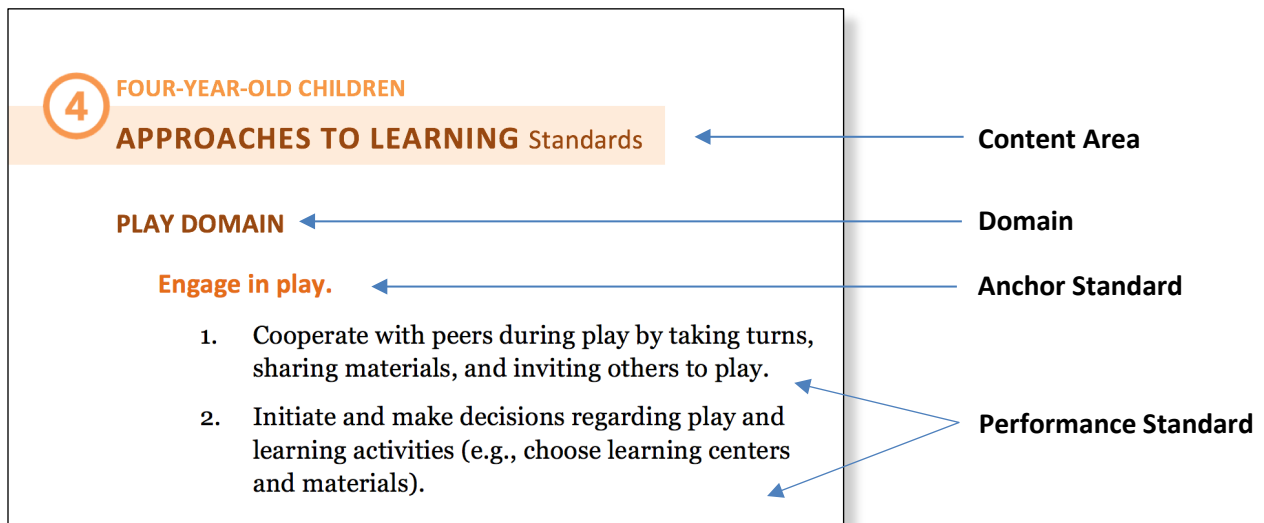 4
FOUR-YEAR-OLD CHILDREN
APPROACHES TO LEARNING Standards
Content Area
PLAY DOMAIN
Domain
Engage in play.
Anchor Standard
1. Cooperate with peers during play by taking turns,
sharing materials, and inviting others to play.
2. Initiate and make decisions regarding play and
learning activities (e.g., choose learning centers
and materials).
Performance Standard